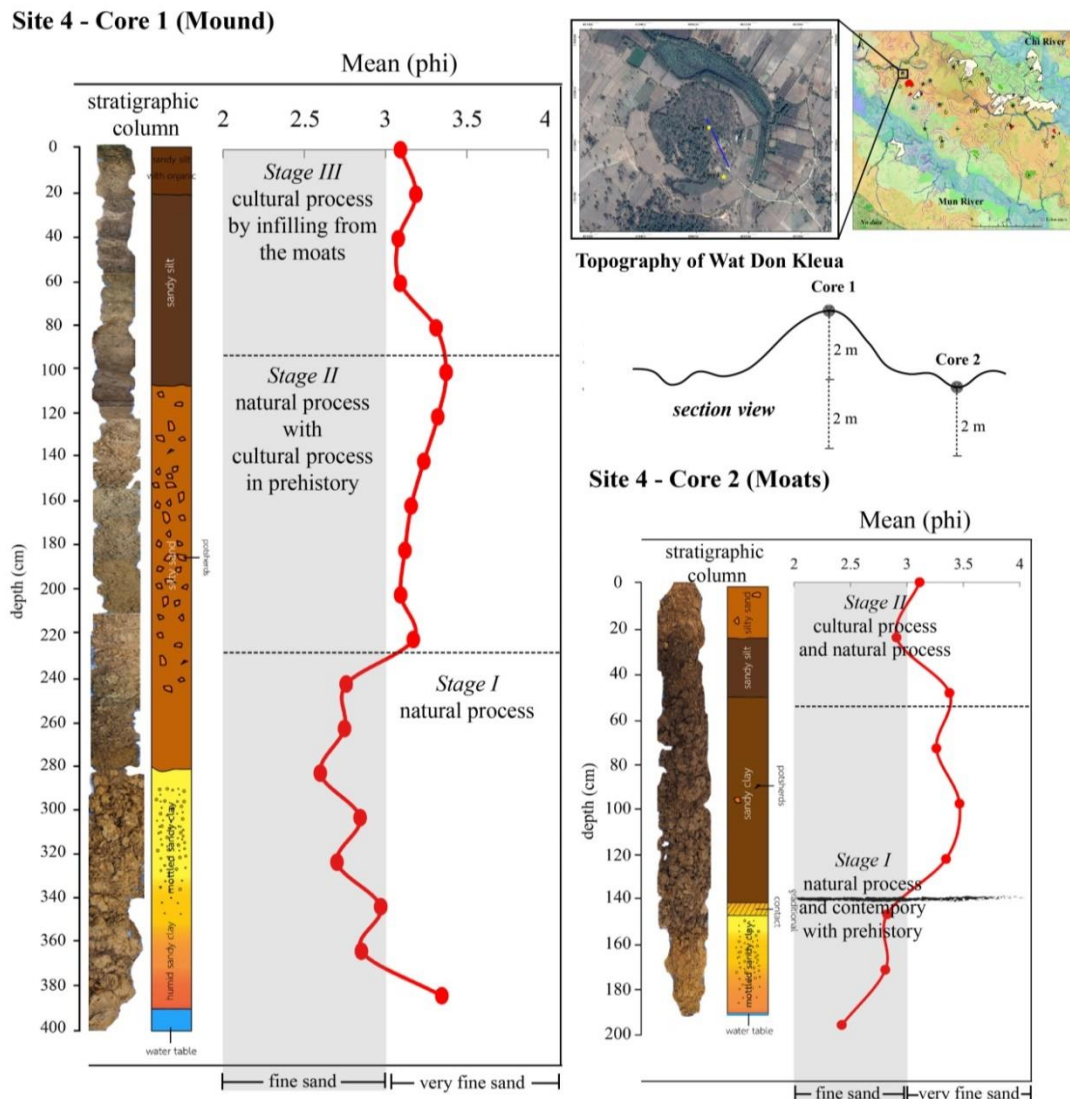 Site 4 - Core 1 (Mound)
Mean (phi)
stratigraphic
column
2
2.5
3
3.5
4
0
20
40
60
80
100
120
140
160
180
200
220
240
260
280
300
320
340
360
380
400
depth (cm)
sandy silt
with organic
sandy silt
silty sand
potsherds
mottled sandy clay
humid sandy clay
water table
Stage III
cultural process
by infilling from
the moats
Stage II
natural process
with
cultural process
in prehistory
Stage I
natural process
fine sand
very fine sand
Chi River
Mun River
No data
Topography of Wat Don Kleua
Core 1
Core 2
2 m
2 m
2 m
section view
Site 4 - Core 2 (Moats)
Mean (phi)
stratigraphic
column
2
2.5
3
3.5
4
0
20
40
60
80
100
120
140
160
180
200
depth (cm)
silty sand
sandy silt
sandy clay
potsherds
contact
mottled sandy clay
water table
Stage II
cultural process
and natural process
Stage I
natural process
and contempory
with prehistory
fine sand
very fine sand